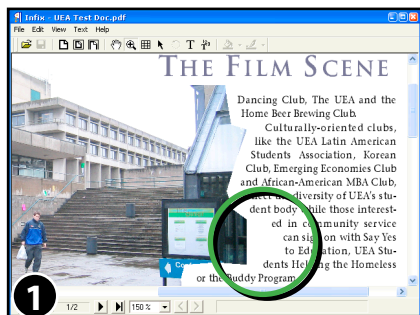 Infix - UEA Test Doc.pdf
File Edit View Text Help
THE FILM SCENE
Dancing Club, The UEA and the
Home Beer Brewing Club.
Culturally-oriented clubs,
like the UEA Latin American
Students Association, Korean
Club, Emerging Economies Club
and African-American MBA Club,
the diversity of UEA's stu-
dent body while those interest-
ed in community service
can sign on with Say Yes
to Education, UEA Stu-
dents Helping the Homeless
or the Buddy Program
1
1/2
150 %